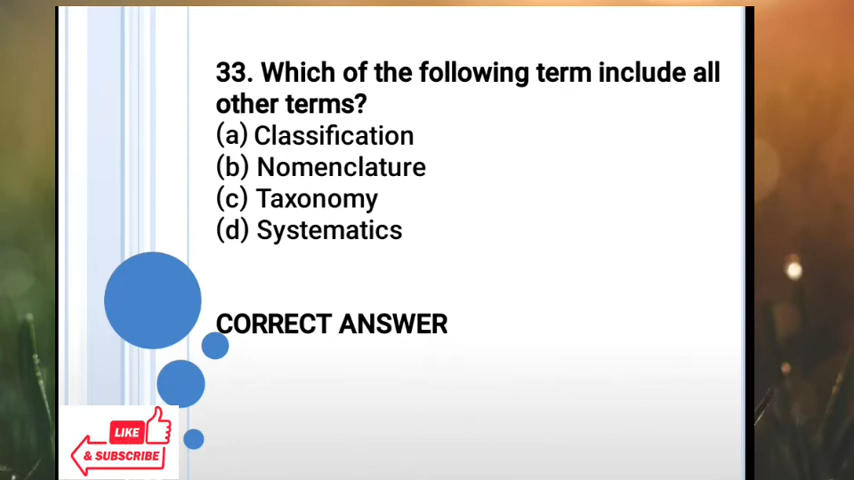 33. Which of the following term include all
other terms?
(a) Classification
(b) Nomenclature
(c) Taxonomy
(d) Systematics
CORRECT ANSWER
LIKE
& SUBSCRIBE